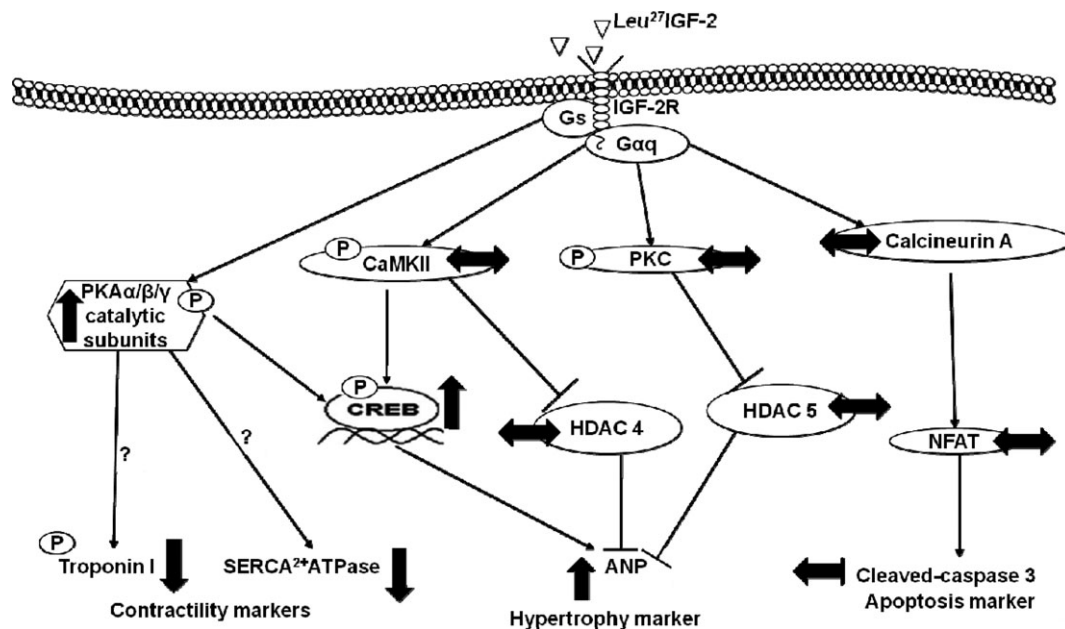 Leu²⁷IGF-2
IGF-2R
Gs
Gαq
P
CaMKII
P
PKC
Calcineurin A
PKAα/β/γ
catalytic
subunits
P
P
CREB
HDAC 4
HDAC 5
NFAT
?
?
P
Troponin I
SERCA²⁺ATPase
ANP
Cleaved-caspase 3
Contractility markers
Hypertrophy marker
Apoptosis marker